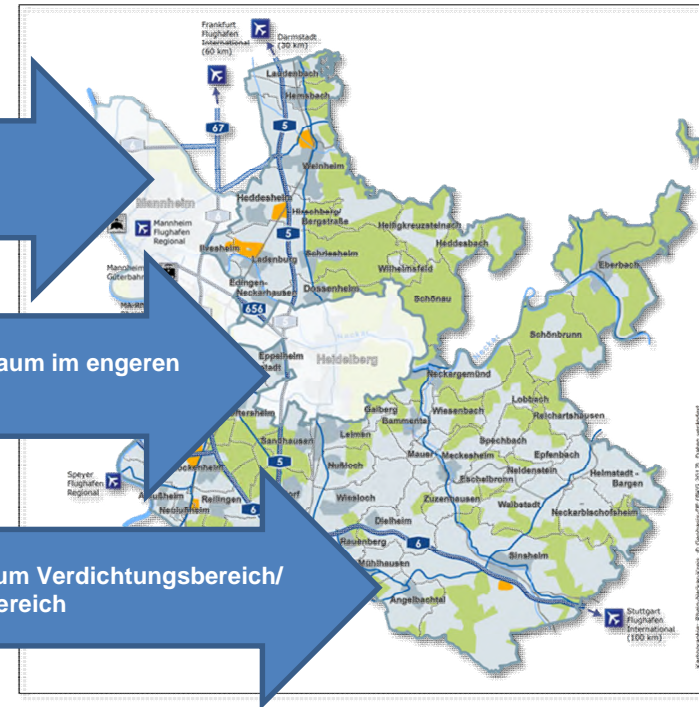 Frankfurt
Flughafen
International
(60 km)
Darmstadt
(30 km)
Laudenbach
Hemsbach
67
5
Weinheim
Mannheim
Heddesheim
Hirschberg/
Bergstraße
Mannheim
Flughafen
Regional
5
Heiligkreuzsteinach
Heddesbach
Ilvesheim
Ladenburg
Schriesheim
Wilhelmsfeld
Eberbach
Mannheim
Güterbahn
Edingen-
Neckarhausen
Dossenheim
Schönau
656
Neckar
Schönbrunn
aum im engeren
Eppelheim
Heidelberg
Neckar
Neckargemünd
Lobbach
Gaiberg
Wiesenbach
Reichartshausen
Bammental
Sandhausen
Leimen
Spechbach
Mauer
Meckesheim
Epfenbach
Speyer
Flughafen
Regional
5
Nußloch
Neidenstein
Helmstadt -
Bargen
Eschelbronn
Reilingen
Wiesloch
Zuzenhausen
Waibstadt
Neckarbischofsheim
Neulußheim
6
Dielheim
Rauenberg
6
Sinsheim
Mühlhausen
um Verdichtungsbereich/
ereich
Angelbachtal
Stuttgart
Flughafen
International
(100 km)